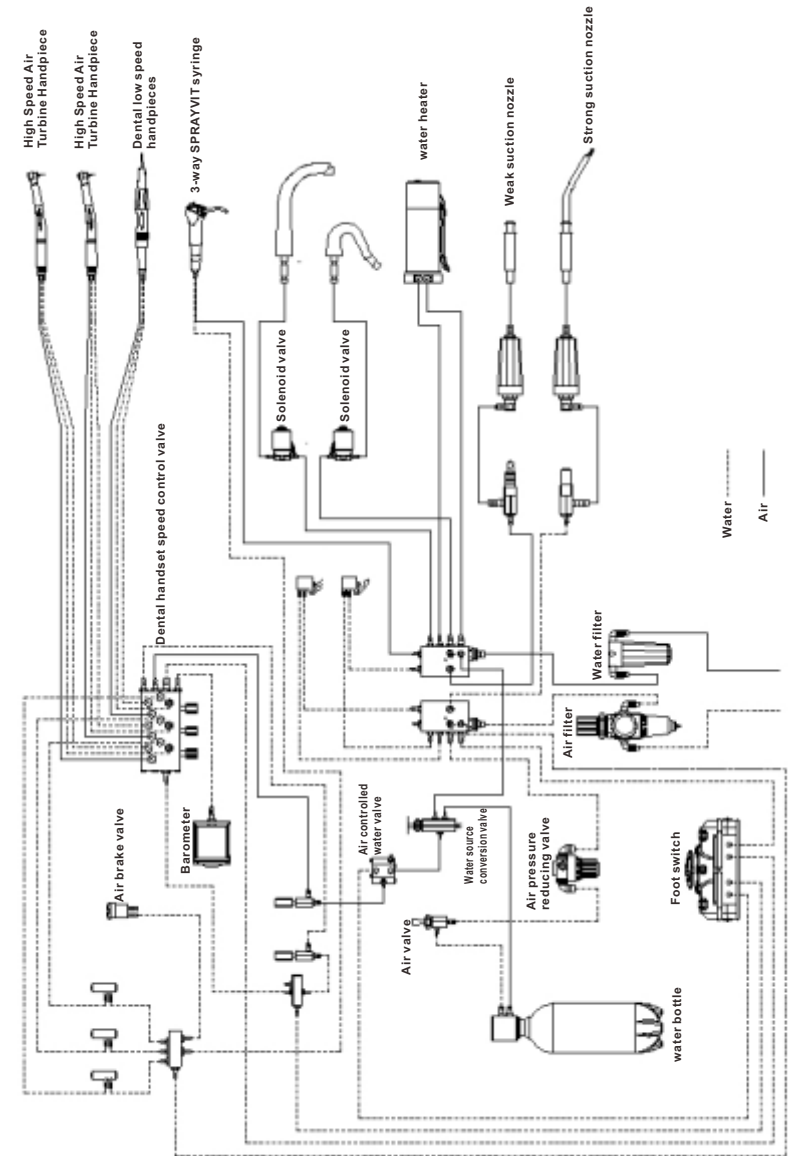 High Speed Air
Turbine Handpiece
High Speed Air
Turbine Handpiece
Dental low speed
handpieces
3-way SPRAYVIT syringe
water heater
Weak suction nozzle
Strong suction nozzle
Solenoid valve
Solenoid valve
Dental handset speed control valve
Water
Air
Water filter
Air filter
Air brake valve
Barometer
Air controlled
water valve
Water source
conversion valve
Air pressure
reducing valve
Foot switch
Air valve
water bottle